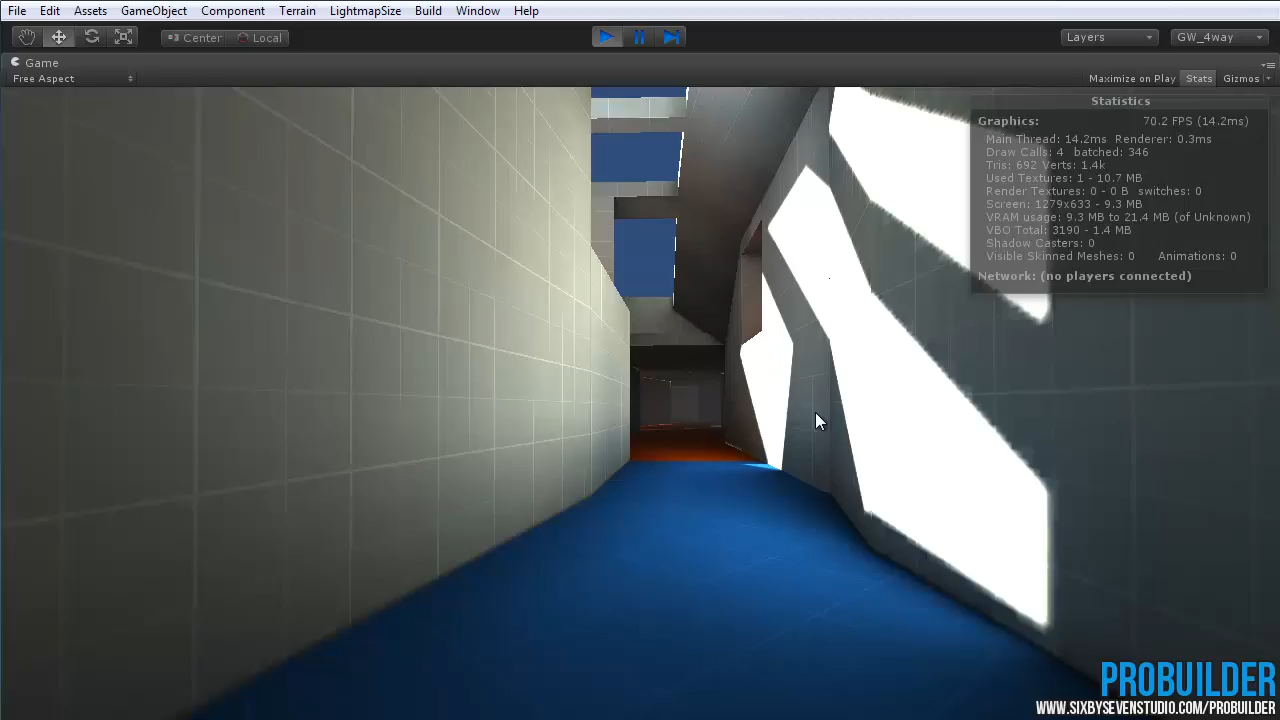 File Edit Assets GameObject Component Terrain LightmapSize Build Window Help
Center Local Layers GW_4way
Game
Free Aspect Maximize on Play Stats Gizmos
Statistics
Graphics: 70.2 FPS (14.2ms)
Main Thread: 14.2ms Renderer: 0.3ms
Draw Calls: 4 batched: 346
Tris: 692 Verts: 1.4k
Used Textures: 1 - 10.7 MB
Render Textures: 0 - 0 B switches: 0
Screen: 1279x633 - 9.3 MB
VRAM usage: 9.3 MB to 21.4 MB (of Unknown)
VBO Total: 3190 - 1.4 MB
Shadow Casters: 0
Visible Skinned Meshes: 0 Animations: 0
Network: (no players connected)
PROBUILDER
WWW.SIXBYSEVENSTUDIO.COM/PROBUILDER